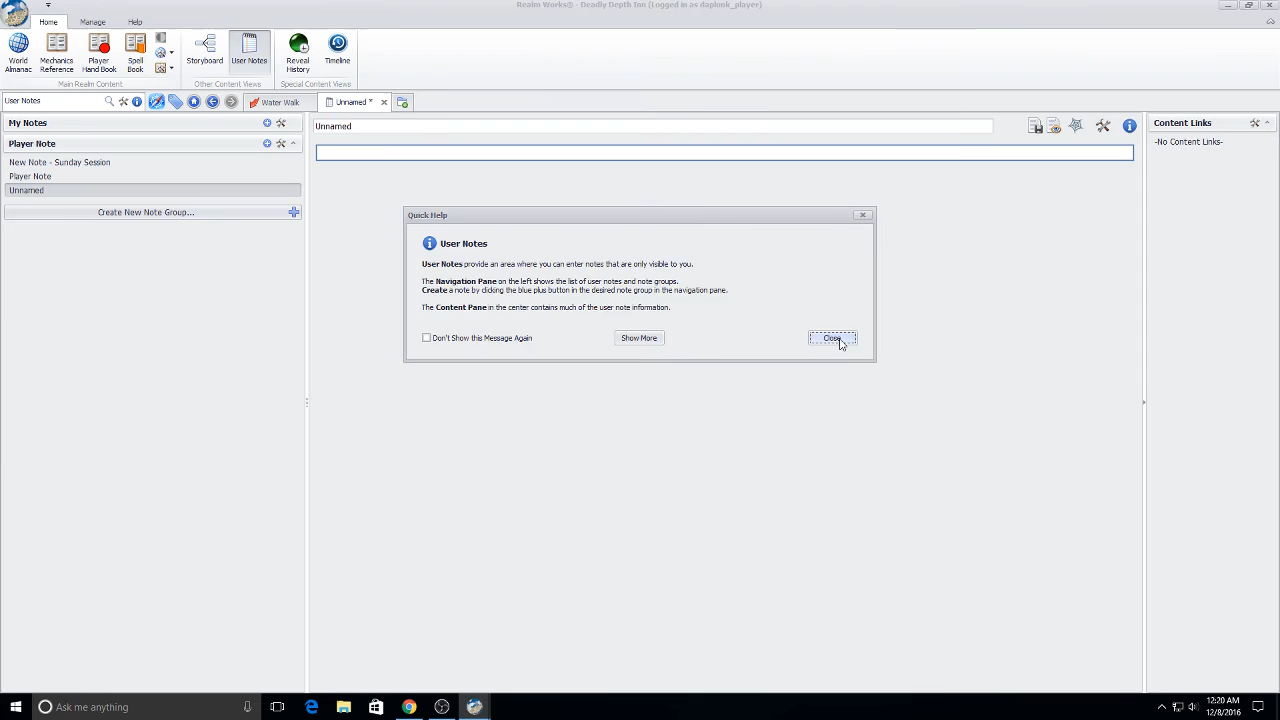 Realm Works® - Deadly Depth Inn (Logged in as daplunk_player)
Home Manage Help
World Almanac
Mechanics Reference
Player Hand Book
Spell Book
Storyboard
User Notes
Reveal History
Timeline
Main Realm Content
Other Content Views
Special Content Views
User Notes
Water Walk
Unnamed *
My Notes
Player Note
New Note - Sunday Session
Player Note
Unnamed
Create New Note Group...
Unnamed
Content Links
-No Content Links-
Quick Help
User Notes
User Notes provide an area where you can enter notes that are only visible to you.
The Navigation Pane on the left shows the list of user notes and note groups.
Create a note by clicking the blue plus button in the desired note group in the navigation pane.
The Content Pane in the center contains much of the user note information.
Don't Show this Message Again
Show More
Close
Ask me anything
12:20 AM
12/8/2016